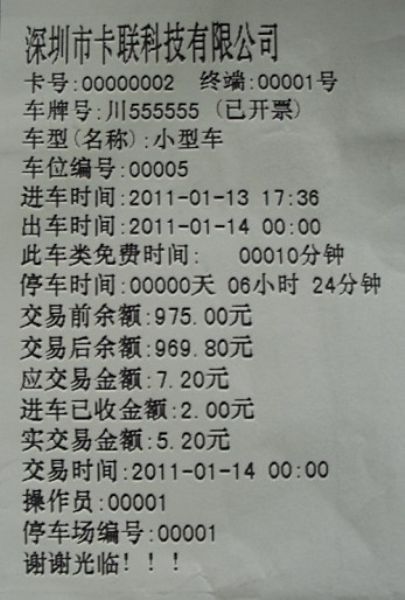 深圳市卡联科技有限公司
卡号:00000002 终端:00001号
车牌号:川555555 (已开票)
车型(名称):小型车
车位编号:00005
进车时间:2011-01-13 17:36
出车时间:2011-01-14 00:00
此车类免费时间: 00010分钟
停车时间:00000天 06小时 24分钟
交易前余额:975.00元
交易后余额:969.80元
应交易金额:7.20元
进车已收金额:2.00元
实交易金额:5.20元
交易时间:2011-01-14 00:00
操作员:00001
停车场编号:00001
谢谢光临!!!